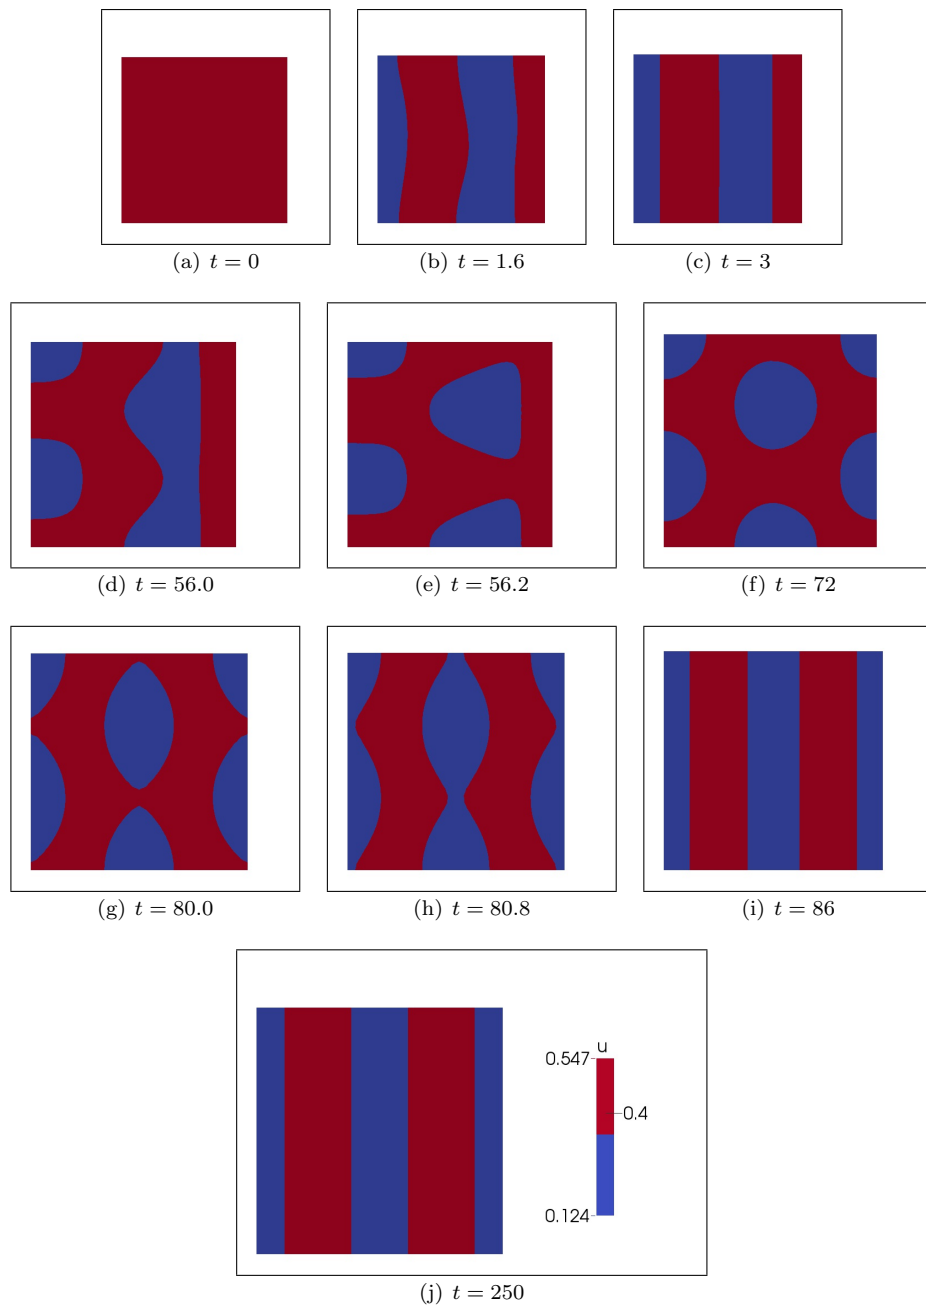 (a) t = 0
(b) t = 1.6
(c) t = 3
(d) t = 56.0
(e) t = 56.2
(f) t = 72
(g) t = 80.0
(h) t = 80.8
(i) t = 86
u
0.547
0.4
0.124
(j) t = 250